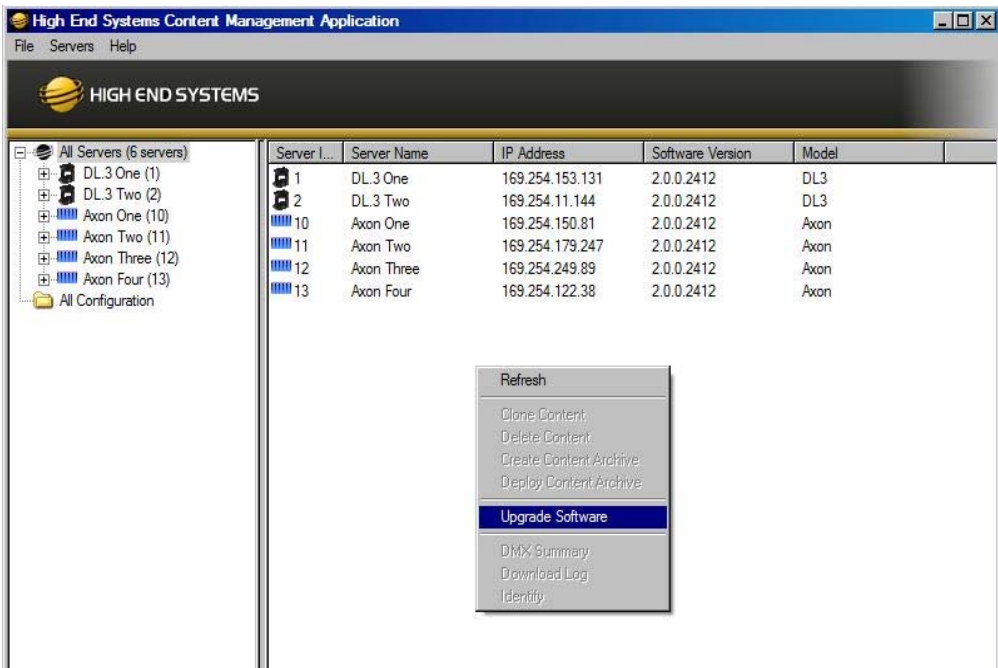 High End Systems Content Management Application
File Servers Help
HIGH END SYSTEMS
All Servers (6 servers)
DL.3 One (1)
DL.3 Two (2)
Axon One (10)
Axon Two (11)
Axon Three (12)
Axon Four (13)
All Configuration
Server I... Server Name IP Address Software Version Model
1 DL.3 One 169.254.153.131 2.0.0.2412 DL3
2 DL.3 Two 169.254.11.144 2.0.0.2412 DL3
10 Axon One 169.254.150.81 2.0.0.2412 Axon
11 Axon Two 169.254.179.247 2.0.0.2412 Axon
12 Axon Three 169.254.249.89 2.0.0.2412 Axon
13 Axon Four 169.254.122.38 2.0.0.2412 Axon
Refresh
Clone Content
Delete Content
Create Content Archive
Deploy Content Archive
Upgrade Software
DMX Summary
Download Log
Identify